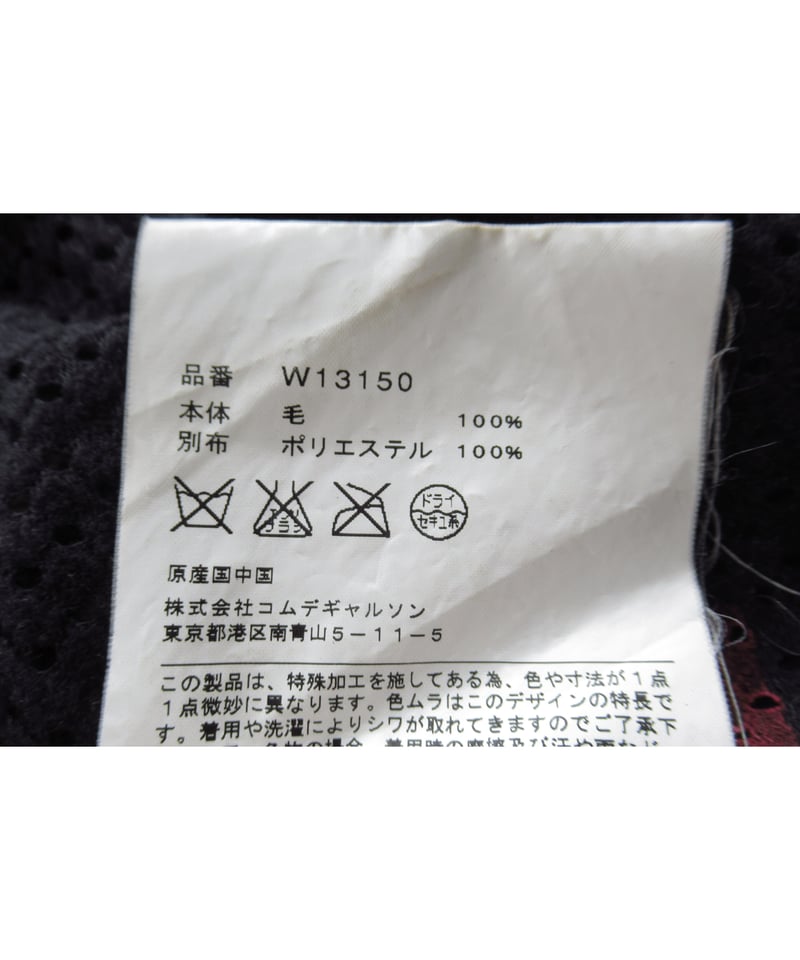 品番 W13150
本体 毛 100%
別布 ポリエステル 100%
ドライ
セキユ系
原産国中国
株式会社コムデギャルソン
東京都港区南青山5-11-5
この製品は、特殊加工を施してある為、色や寸法が1点
1点微妙に異なります。色ムラはこのデザインの特長で
す。着用や洗濯によりシワが取れてきますのでご了承下